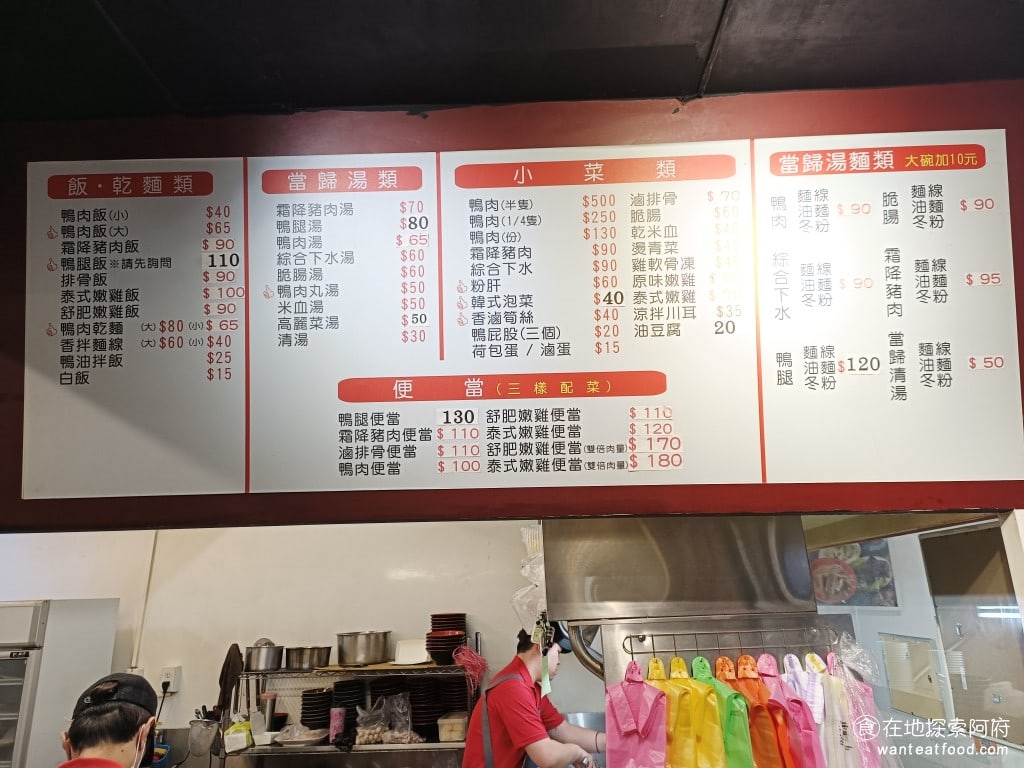 飯・乾麵類
鴨肉飯(小) $40
鴨肉飯(大) $65
霜降豬肉飯 $90
鴨腿飯※請先詢問 110
排骨飯 $90
泰式嫩雞飯 $100
舒肥嫩雞飯 $90
鴨肉乾麵 (大)$80 (小)$65
香拌麵線 (大)$60 (小)$40
鴨油拌飯 $25
白飯 $15
當歸湯類
霜降豬肉湯 $70
鴨腿湯 $80
鴨肉湯 $65
綜合下水湯 $60
脆腸湯 $60
鴨肉丸湯 $50
米血湯 $50
高麗菜湯 $50
清湯 $30
小菜類
鴨肉(半隻) $500
鴨肉(1/4隻) $250
鴨肉(份) $130
霜降豬肉 $90
綜合下水 $90
粉肝 $60
韓式泡菜 $40
香滷筍絲 $40
鴨屁股(三個) $20
荷包蛋 / 滷蛋 $15
滷排骨 $70
脆腸 $60
乾米血
燙青菜
雞軟骨凍
原味嫩雞
泰式嫩雞
涼拌川耳 $35
油豆腐 20
便當(三樣配菜)
鴨腿便當 130
霜降豬肉便當 $110
滷排骨便當 $110
鴨肉便當 $100
舒肥嫩雞便當 $110
泰式嫩雞便當 $120
舒肥嫩雞便當(雙倍肉量) $170
泰式嫩雞便當(雙倍肉量) $180
當歸湯麵類 大碗加10元
鴨肉 麵線 油麵 冬粉 $90
綜合下水 麵線 油麵 冬粉 $90
鴨腿 麵線 油麵 冬粉 $120
脆腸 麵線 油麵 冬粉 $90
霜降豬肉 麵線 油麵 冬粉 $95
當歸清湯 麵線 油麵 冬粉 $50
食 在地探索阿府
wanteatfood.com